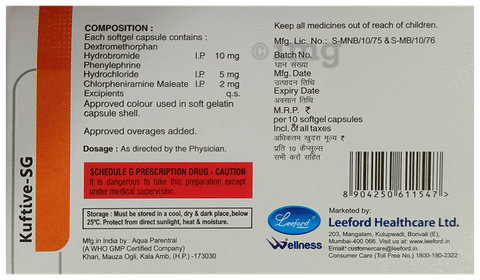 Kuftive-SG
COMPOSITION :
Each softgel capsule contains :
Dextromethorphan
Hydrobromide I.P. 10 mg
Phenylephrine
Hydrochloride I.P. 5 mg
Chlorpheniramine Maleate I.P. 2 mg
Excipients q.s.
Approved colour used in soft gelatin
capsule shell.
Approved overages added.
Dosage : As directed by the Physician.
SCHEDULE G PRESCRIPTION DRUG - CAUTION
It is dangerous to take this preparation except
under medical supervision.
Storage : Must be stored in a cool, dry & dark place, below
25ºC. Protect from direct sunlight, heat & moisture.
Mfg.in India by : Aqua Parentral
(A WHO GMP Certified Company)
Khari, Mauza Ogli, Kala Amb, (H.P.) -173030
Keep all medicines out of reach of children.
Mfg. Lic. No.: S-MNB/10/75 & S-MB/10/76
Batch No.
घान संख्या
Mfg. Date
उत्पादन तिथि
Expiry Date
अवसान तिथि
M.R.P. ₹
per 10 softgel capsules
Incl. of all taxes
अधिकतम खुदरा मूल्य ₹
प्रति 10 कैप्सूल्स
सभी करों सहित
1mg
8 904250 611547 >
Leeford
Wellness
Marketed by:
Leeford Healthcare Ltd.
203, Mangalam, Kulupwadi, Borivali (E),
Mumbai-400 066. Visit us at: www.leeford.in
Email:customercare@leeford.in
Customer Care (Toll Free No.) 1800-180-2322